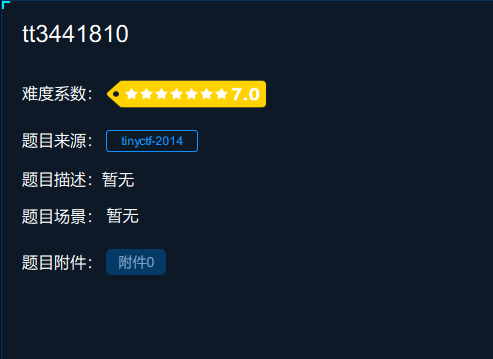 tt3441810
难度系数： 7.0
题目来源： tinyctf-2014
题目描述：暂无
题目场景： 暂无
题目附件： 附件0